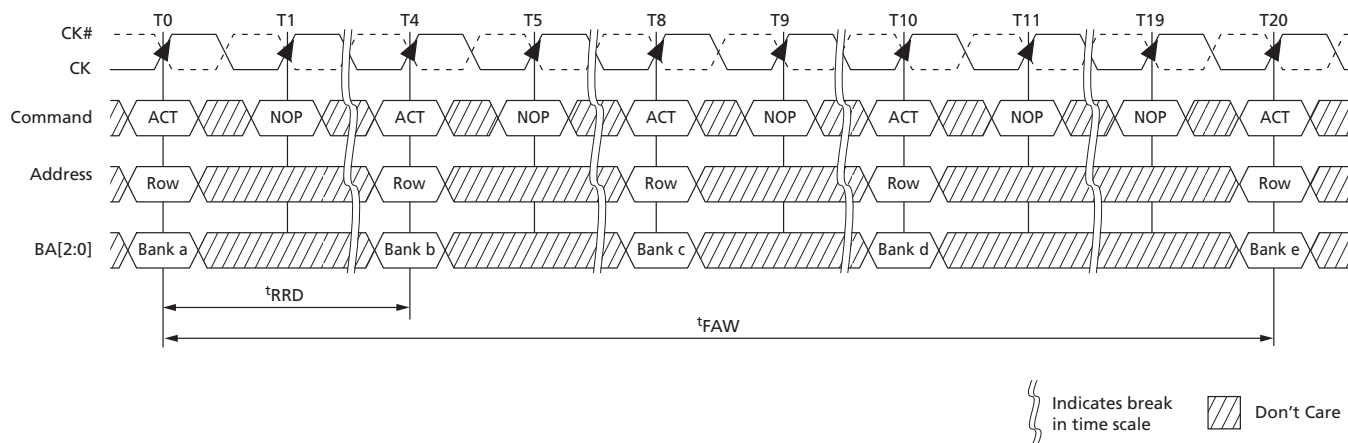 T0 T1 T4 T5 T8 T9 T10 T11 T19 T20
CK#
CK
Command ACT NOP ACT NOP ACT NOP ACT NOP NOP ACT
Address Row Row Row Row Row
BA[2:0] Bank a Bank b Bank c Bank d Bank e
tRRD
tFAW
Indicates break
in time scale
Don't Care